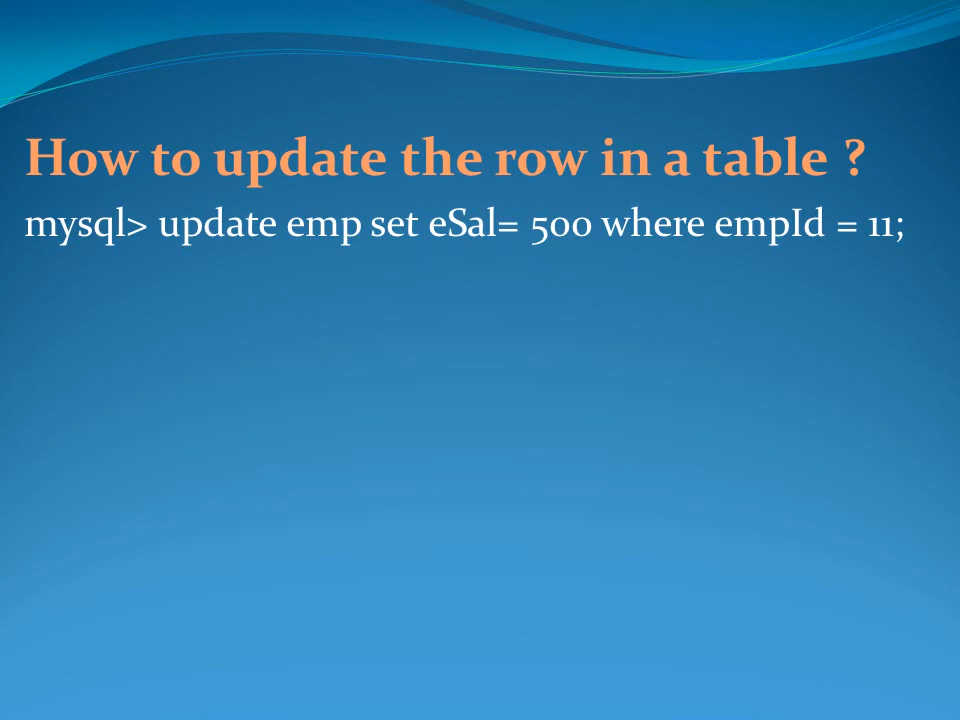 How to update the row in a table ?
mysql> update emp set eSal= 500 where empId = 11;